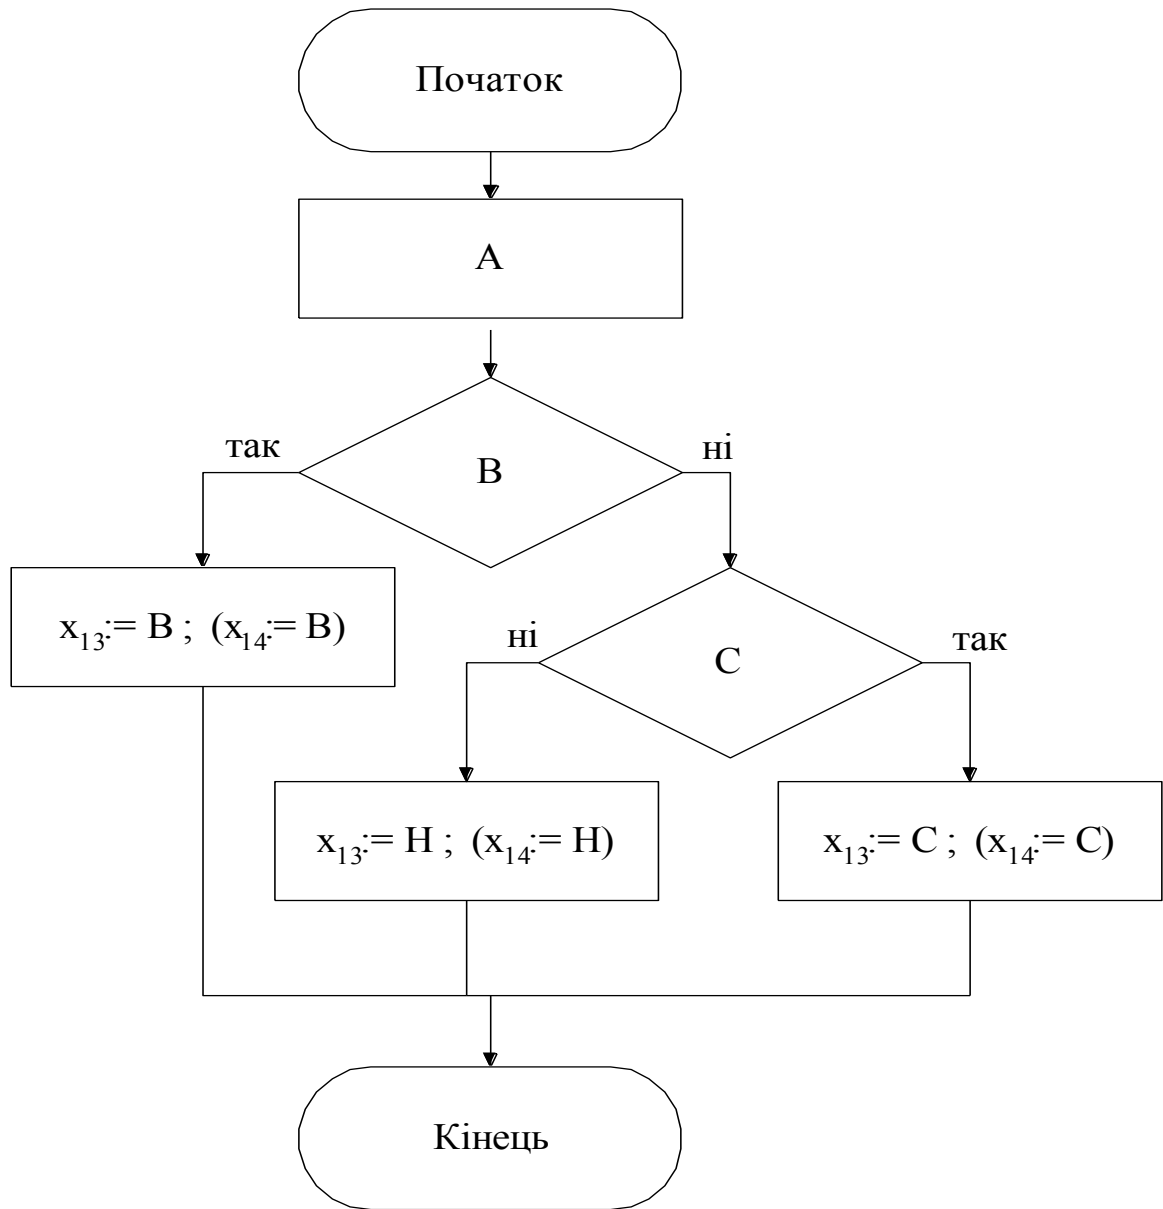 Початок
А
В
так
ні
x₁₃:= В ; (x₁₄:= В)
С
ні
так
x₁₃:= Н ; (x₁₄:= Н)
x₁₃:= С ; (x₁₄:= С)
Кінець